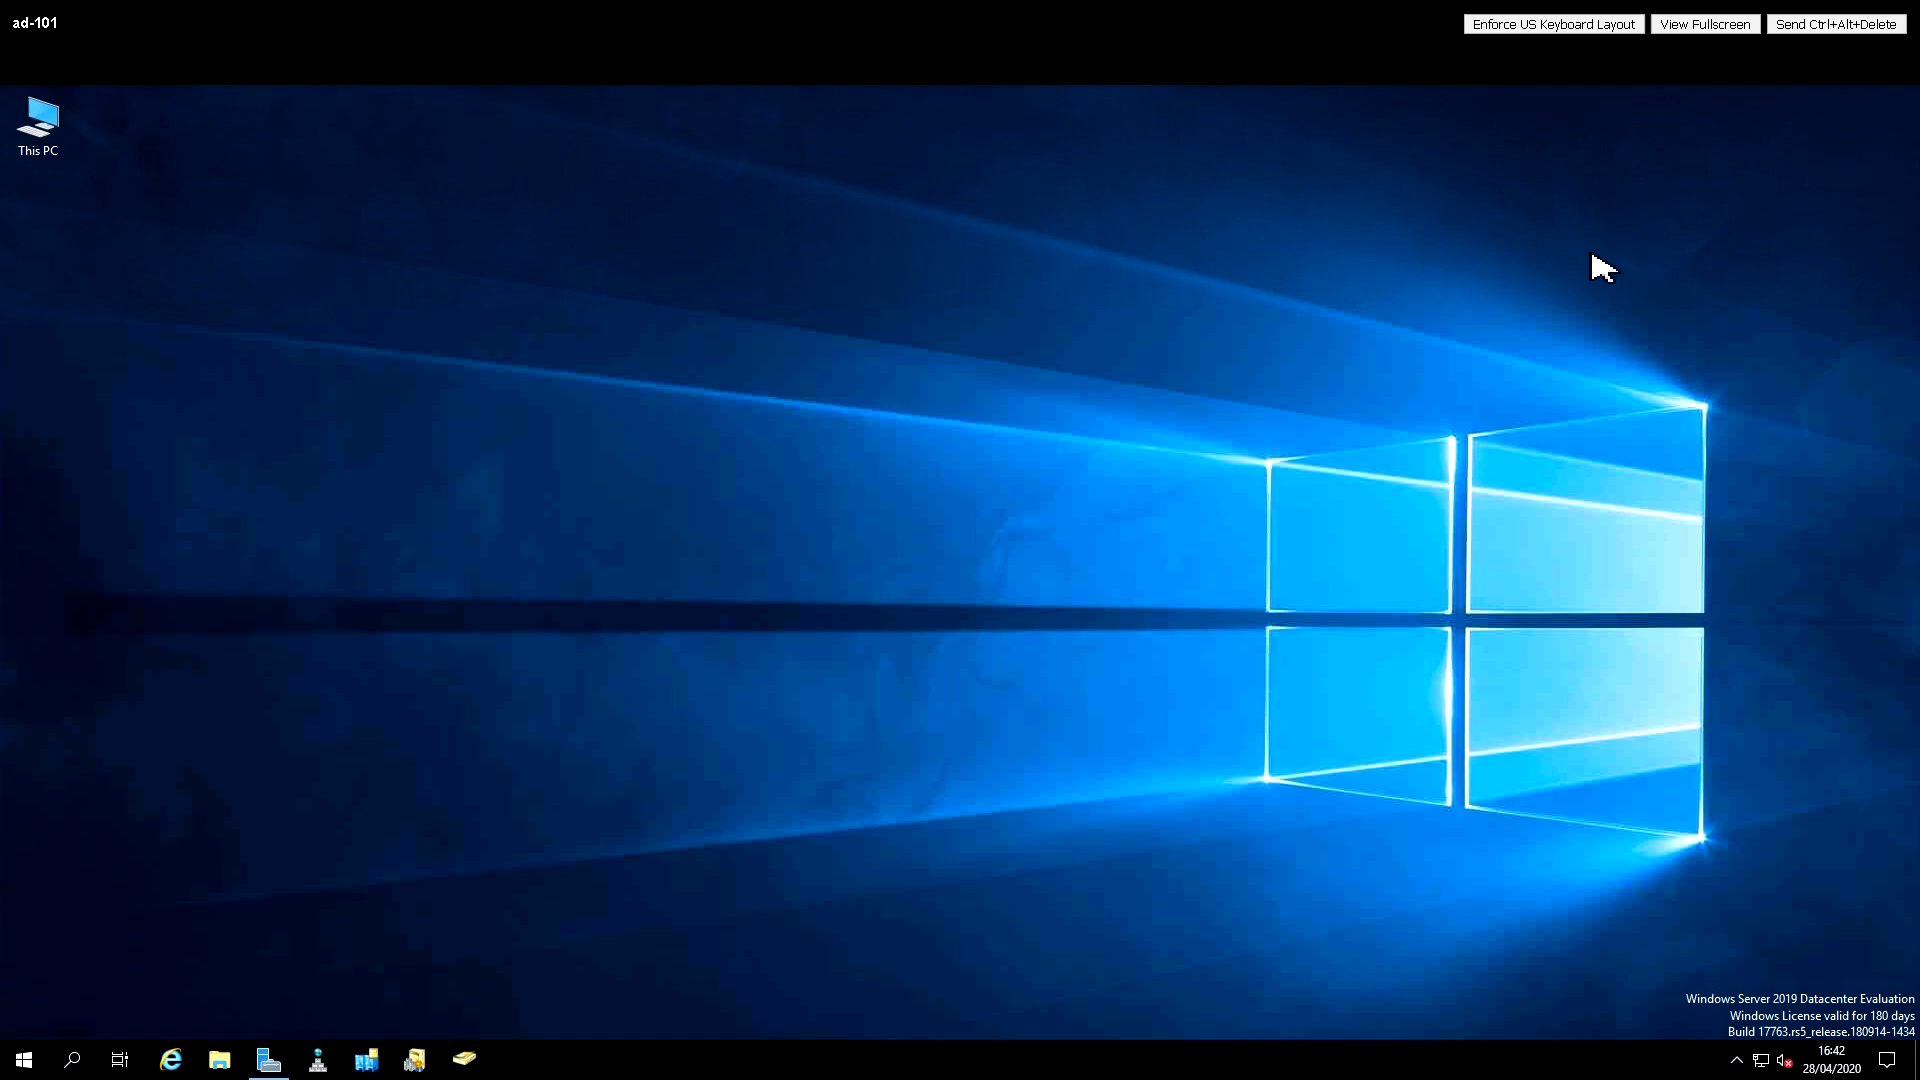 ad-101
Enforce US Keyboard Layout
View Fullscreen
Send Ctrl+Alt+Delete
This PC
Windows Server 2019 Datacenter Evaluation
Windows License valid for 180 days
Build 17763.rs5_release.180914-1434
16:42
28/04/2020